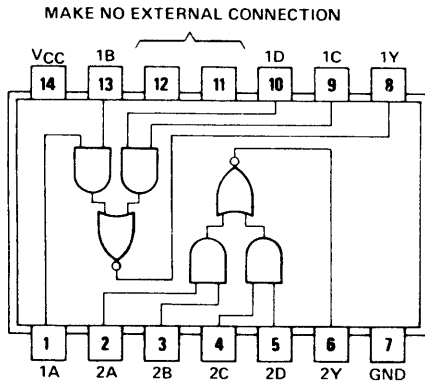 MAKE NO EXTERNAL CONNECTION
VCC 1B 1D 1C 1Y
14 13 12 11 10 9 8
1 2 3 4 5 6 7
1A 2A 2B 2C 2D 2Y GND